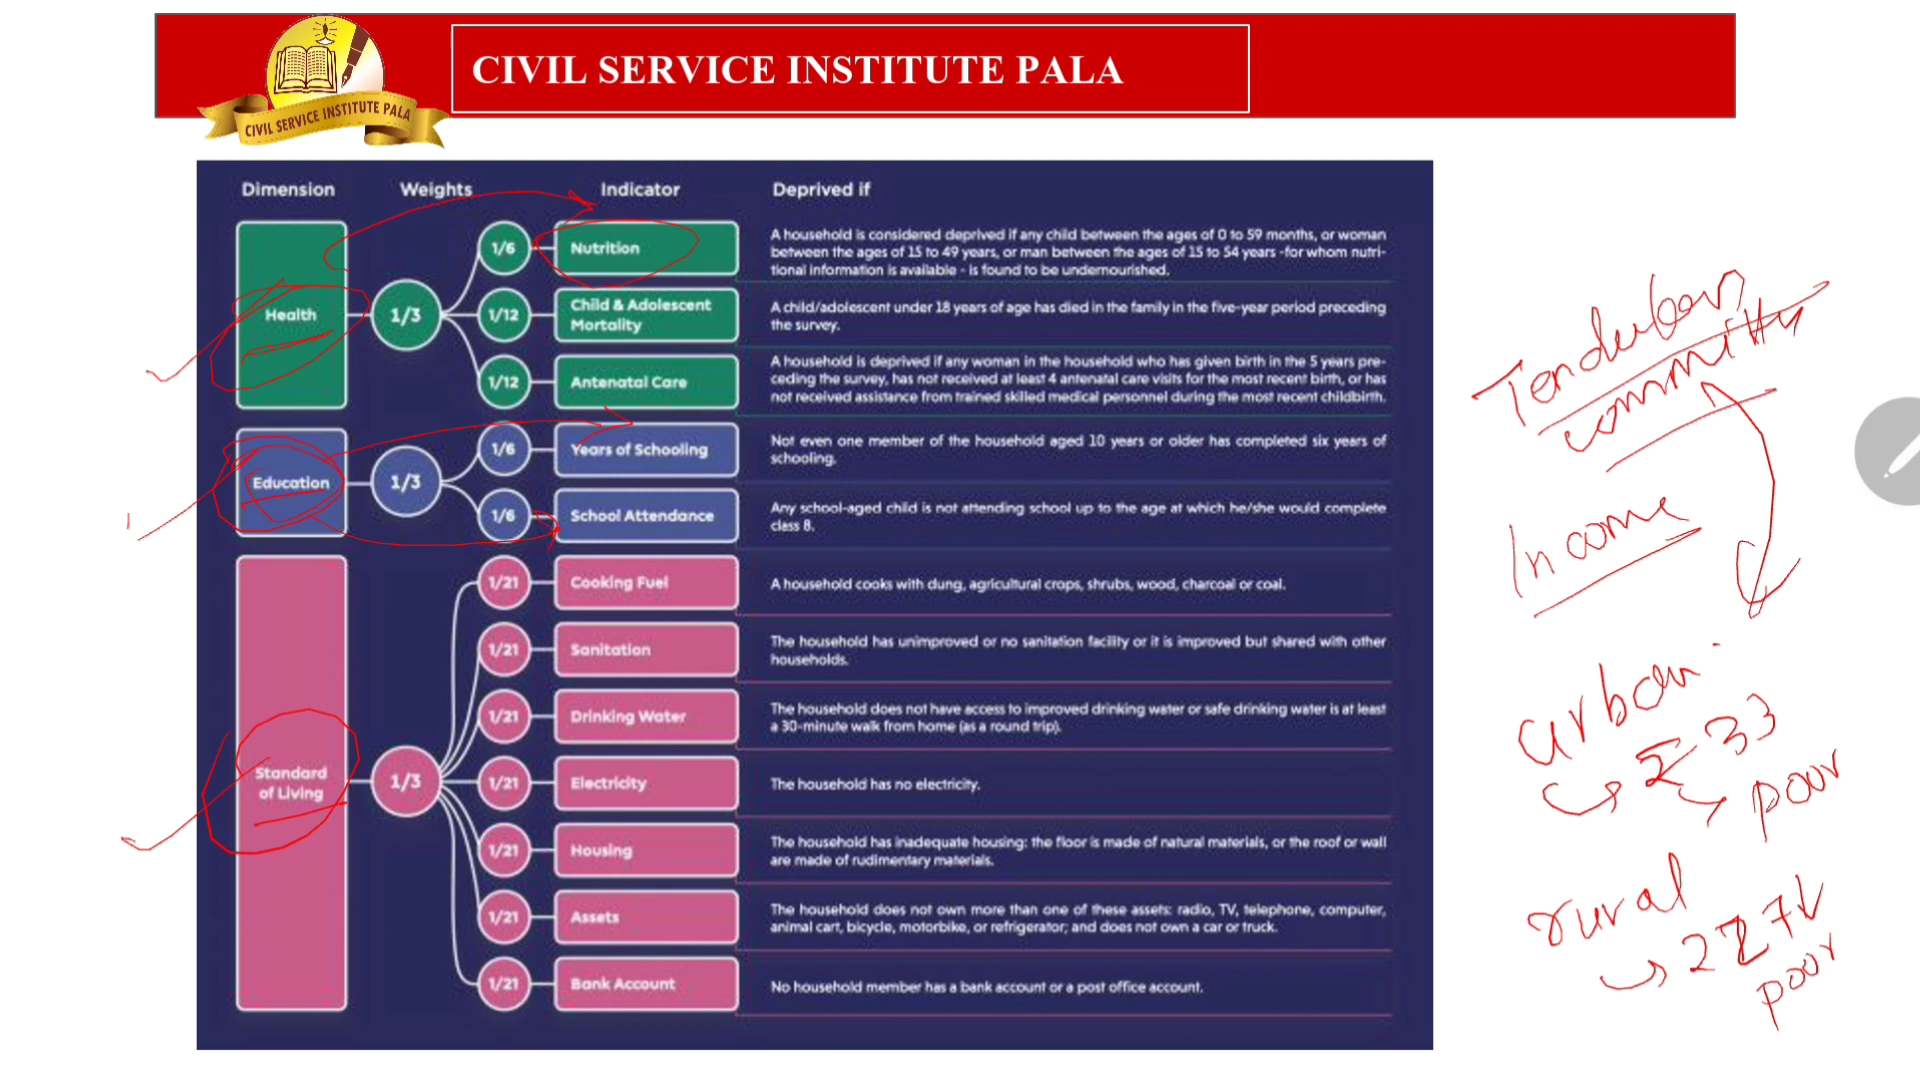 CIVIL SERVICE INSTITUTE PALA
CIVIL SERVICE INSTITUTE PALA
Dimension Weights Indicator Deprived if
Health
1/3
1/6 Nutrition
A household is considered deprived if any child between the ages of 0 to 59 months, or woman
between the ages of 15 to 49 years, or man between the ages of 15 to 54 years -for whom nutri-
tional information is available - is found to be undernourished.
1/12 Child & Adolescent
Mortality
A child/adolescent under 18 years of age has died in the family in the five-year period preceding
the survey.
1/12 Antenatal Care
A household is deprived if any woman in the household who has given birth in the 5 years pre-
ceding the survey, has not received at least 4 antenatal care visits for the most recent birth, or has
not received assistance from trained skilled medical personnel during the most recent childbirth.
Education
1/3
1/6 Years of Schooling
Not even one member of the household aged 10 years or older has completed six years of
schooling.
1/6 School Attendance
Any school-aged child is not attending school up to the age at which he/she would complete
class 8.
Standard
of Living
1/3
1/21 Cooking Fuel
A household cooks with dung, agricultural crops, shrubs, wood, charcoal or coal.
1/21 Sanitation
The household has unimproved or no sanitation facility or it is improved but shared with other
households.
1/21 Drinking Water
The household does not have access to improved drinking water or safe drinking water is at least
a 30-minute walk from home (as a round trip).
1/21 Electricity
The household has no electricity.
1/21 Housing
The household has inadequate housing: the floor is made of natural materials, or the roof or wall
are made of rudimentary materials.
1/21 Assets
The household does not own more than one of these assets: radio, TV, telephone, computer,
animal cart, bicycle, motorbike, or refrigerator; and does not own a car or truck.
1/21 Bank Account
No household member has a bank account or a post office account.
Income
33
poor
rural
poor